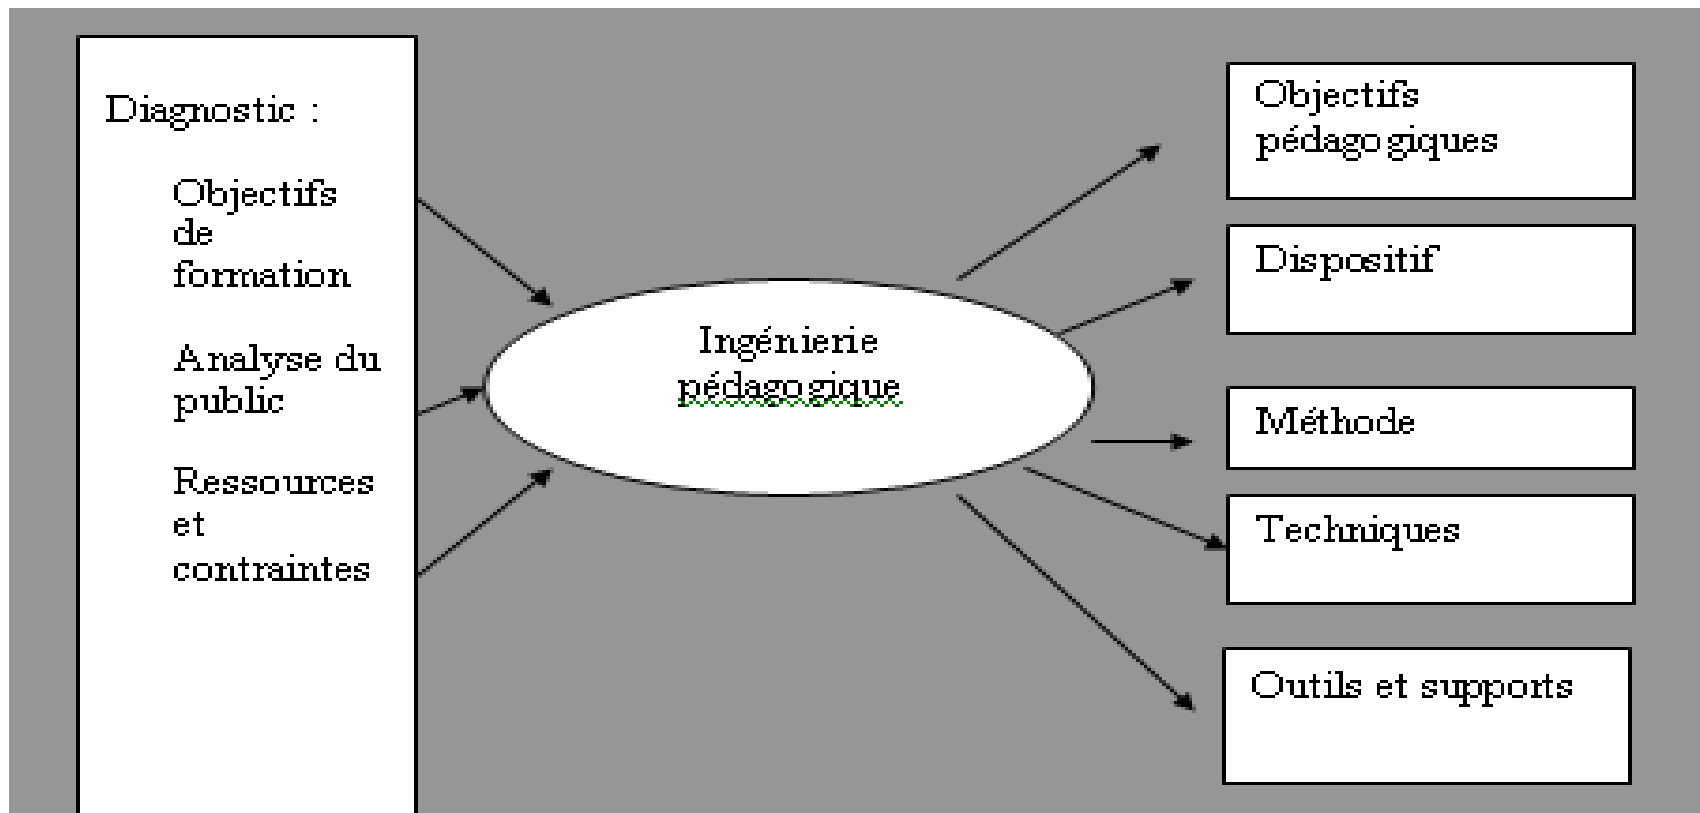 Diagnostic :
Objectifs
de
formation
Analyse du
public
Ressources
et
contraintes
Ingénierie
pédagogique
Objectifs
pédagogiques
Dispositif
Méthode
Techniques
Outils et supports